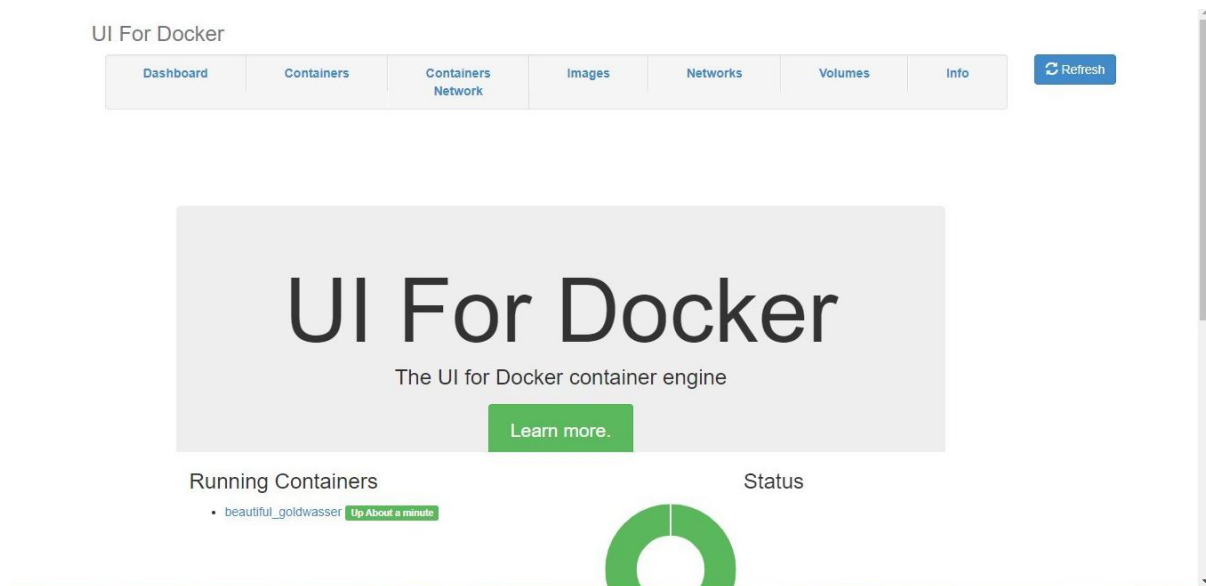 UI For Docker
Dashboard
Containers
Containers
Network
Images
Networks
Volumes
Info
Refresh
UI For Docker
The UI for Docker container engine
Learn more.
Running Containers
beautiful_goldwasser Up About a minute
Status